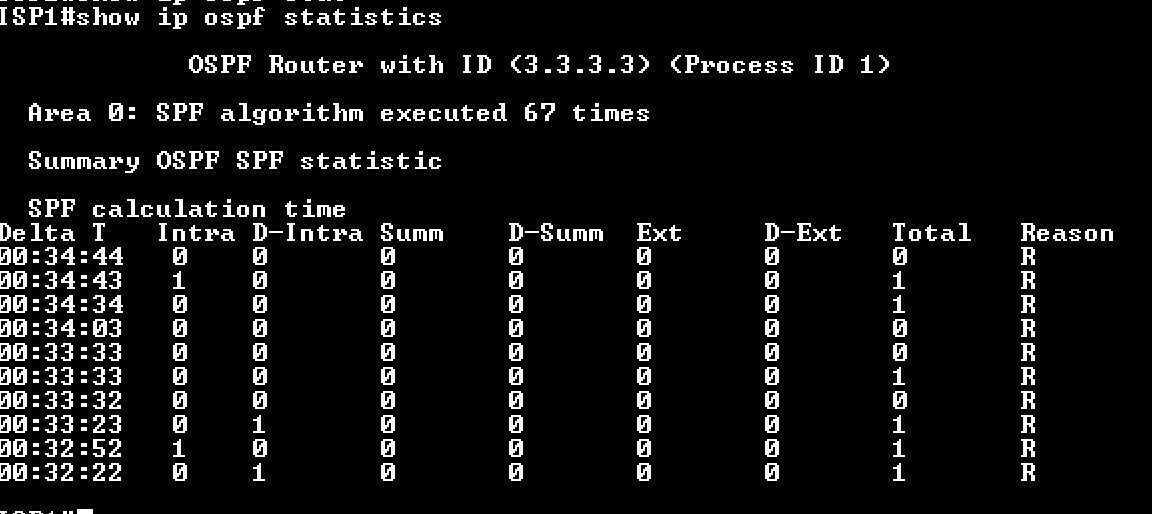 ISP1#show ip ospf statistics
OSPF Router with ID (3.3.3.3) (Process ID 1)
Area 0: SPF algorithm executed 67 times
Summary OSPF SPF statistic
SPF calculation time
Delta T Intra D-Intra Summ D-Summ Ext D-Ext Total Reason
00:34:44 0 0 0 0 0 0 0 R
00:34:43 1 0 0 0 0 0 1 R
00:34:34 0 0 0 0 0 0 1 R
00:34:03 0 0 0 0 0 0 0 R
00:33:33 0 0 0 0 0 0 0 R
00:33:33 0 0 0 0 0 0 1 R
00:33:32 0 0 0 0 0 0 0 R
00:33:23 0 1 0 0 0 0 1 R
00:32:52 1 0 0 0 0 0 1 R
00:32:22 0 1 0 0 0 0 1 R
ISP1#